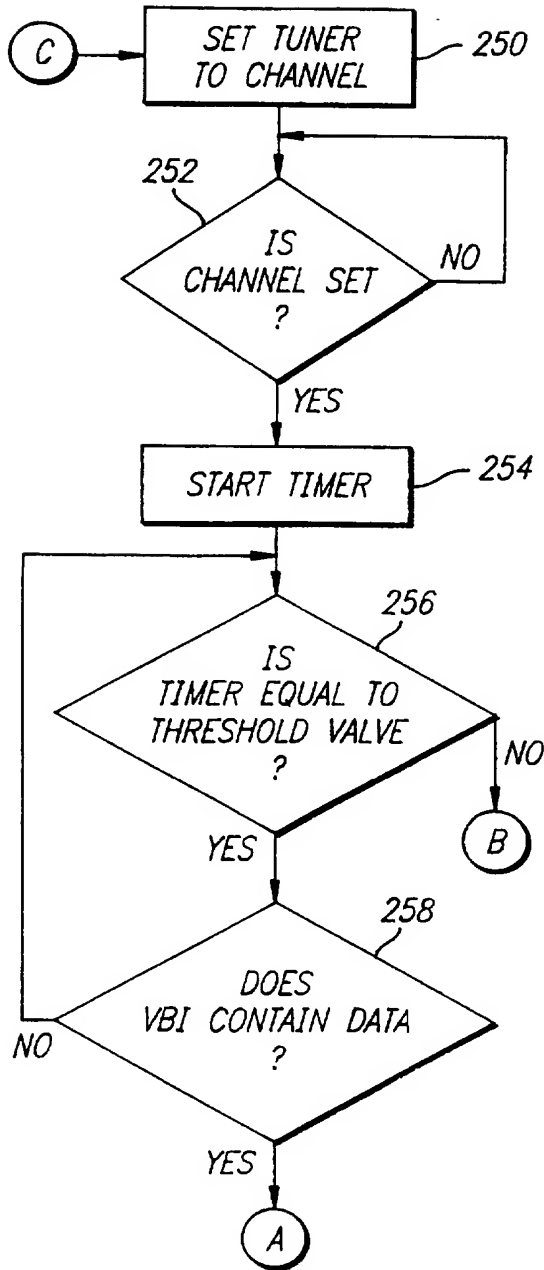 C
SET TUNER
TO CHANNEL
250
252
IS
CHANNEL SET
?
NO
YES
START TIMER
254
256
IS
TIMER EQUAL TO
THRESHOLD VALVE
?
NO
B
YES
258
DOES
VBI CONTAIN DATA
?
NO
YES
A